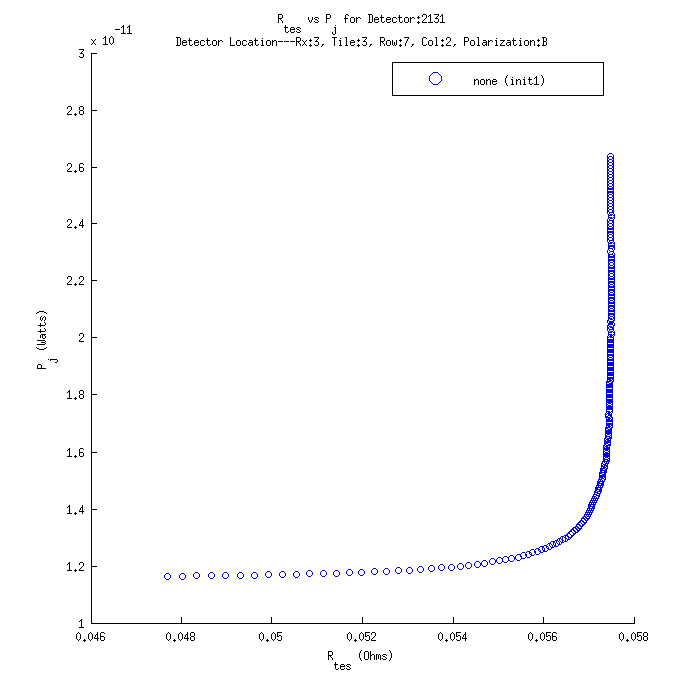 R_tes vs P_j for Detector:2131
Detector Location---Rx:3, Tile:3, Row:7, Col:2, Polarization:B
x 10^-11
none (init1)
3
2.8
2.6
2.4
2.2
2
1.8
1.6
1.4
1.2
1
P_j (Watts)
0.046 0.048 0.05 0.052 0.054 0.056 0.058
R_tes (Ohms)